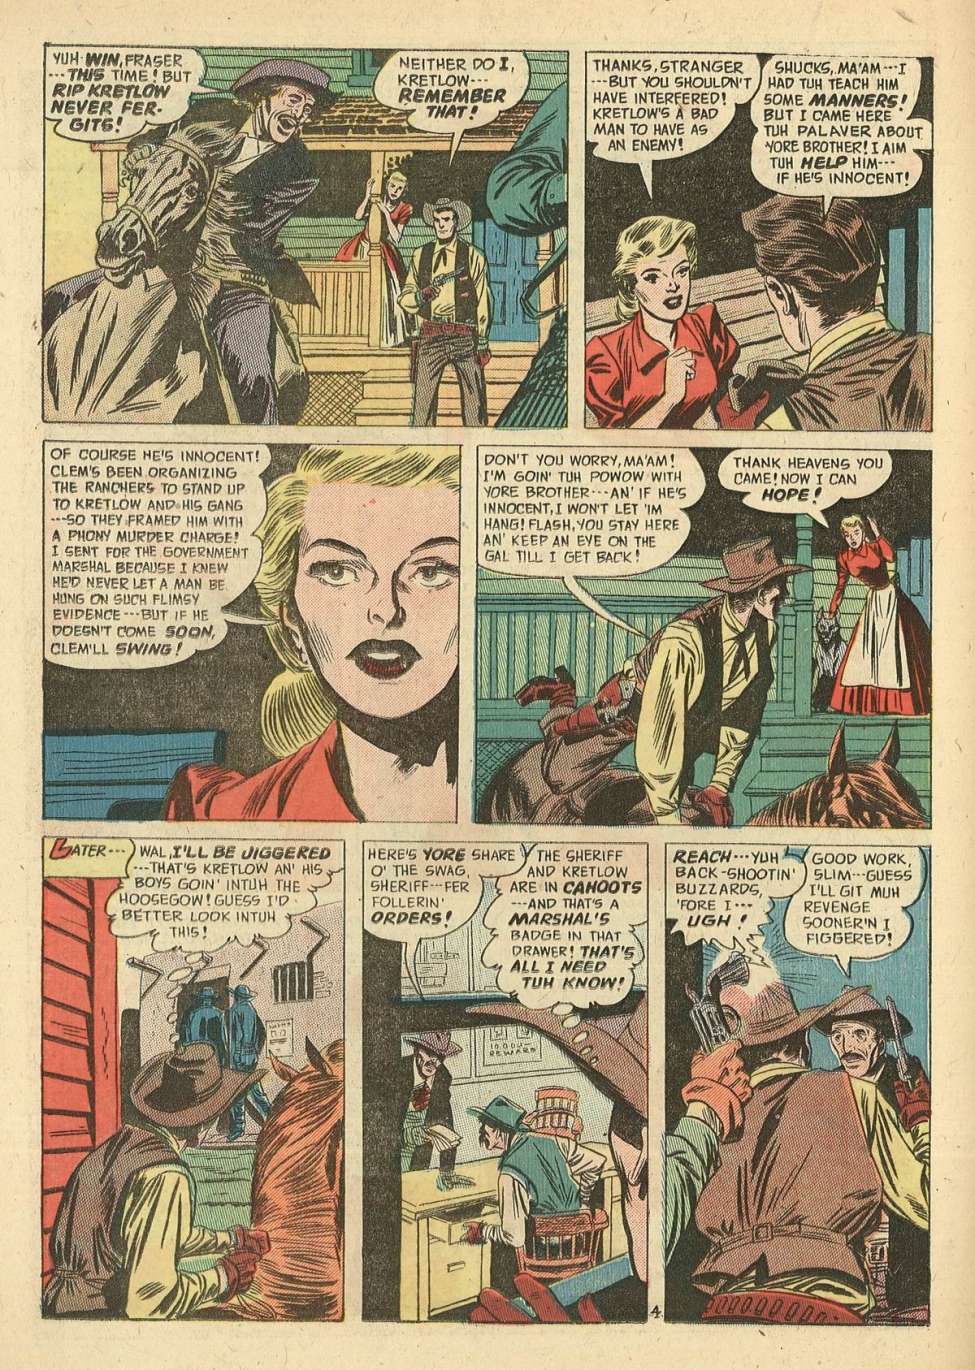 YUH WIN, FRASER
---THIS TIME! BUT
RIP KRETLOW
NEVER FER-
GITS!
NEITHER DO I,
KRETLOW---
REMEMBER
THAT!
THANKS, STRANGER
---BUT YOU SHOULDN'T
HAVE INTERFERED!
KRETLOW'S A BAD
MAN TO HAVE AS
AN ENEMY!
SHUCKS, MA'AM---I
HAD TUH TEACH HIM
SOME MANNERS!
BUT I CAME HERE
TUH PALAVER ABOUT
YORE BROTHER! I AIM
TUH HELP HIM---
IF HE'S INNOCENT!
OF COURSE HE'S INNOCENT!
CLEM'S BEEN ORGANIZING
THE RANCHERS TO STAND UP
TO KRETLOW AND HIS GANG
---SO THEY FRAMED HIM WITH
A PHONY MURDER CHARGE!
I SENT FOR THE GOVERNMENT
MARSHAL BECAUSE I KNEW
HE'D NEVER LET A MAN BE
HUNG ON SUCH FLIMSY
EVIDENCE---BUT IF HE
DOESN'T COME SOON,
CLEM'LL SWING!
DON'T YOU WORRY, MA'AM!
I'M GOIN' TUH POWOW WITH
YORE BROTHER---AN' IF HE'S
INNOCENT, I WON'T LET 'IM
HANG! FLASH, YOU STAY HERE
AN' KEEP AN EYE ON THE
GAL TILL I GET BACK!
THANK HEAVENS YOU
CAME! NOW I CAN
HOPE!
LATER---
WAL, I'LL BE JIGGERED
---THAT'S KRETLOW AN' HIS
BOYS GOIN' INTUH THE
HOOSEGOW! GUESS I'D
BETTER LOOK INTUH
THIS!
HERE'S YORE SHARE
O' THE SWAG,
SHERIFF---FER
FOLLERIN'
ORDERS!
THE SHERIFF
AND KRETLOW
ARE IN CAHOOTS
---AND THAT'S A
MARSHAL'S
BADGE IN THAT
DRAWER! THAT'S
ALL I NEED
TUH KNOW!
10,000
REWARD
REACH---YUH
BACK-SHOOTIN'
BUZZARDS,
'FORE I---
UGH!
GOOD WORK,
SLIM---GUESS
I'LL GIT MUH
REVENGE
SOONER'N I
FIGGERED!
4